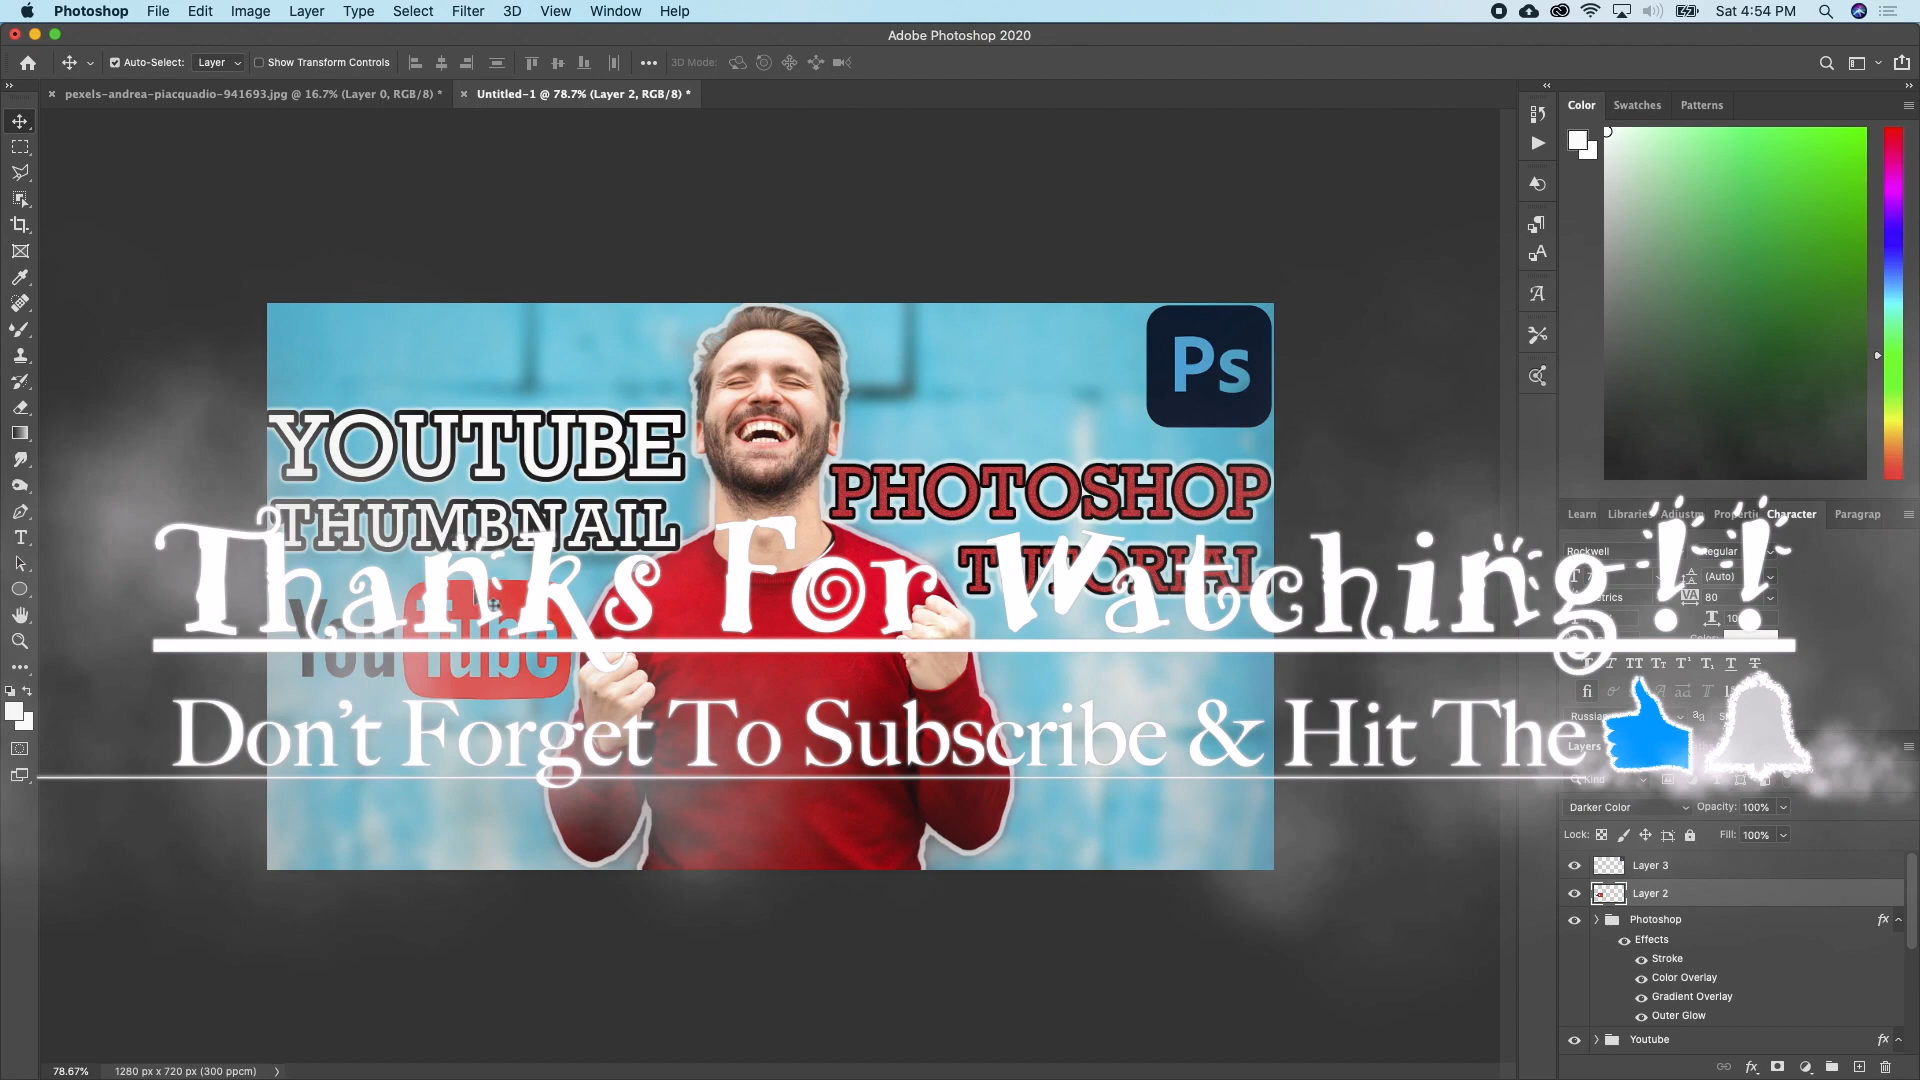 Photoshop File Edit Image Layer Type Select Filter 3D View Window Help Sat 4:54 PM
Adobe Photoshop 2020
Auto-Select: Layer Show Transform Controls 3D Mode:
pexels-andrea-piacquadio-941693.jpg @ 16.7% (Layer 0, RGB/8) * Untitled-1 @ 78.7% (Layer 2, RGB/8) *
Color Swatches Patterns
Ps
YOUTUBE
THUMBNAIL
PHOTOSHOP
TUTORIAL
YouTube
Thanks For Watching!!
Don't Forget To Subscribe & Hit The
Learn Libraries Adjustm Properti Character Paragrap
Rockwell Regular
(Auto)
80
Russian
Layers
Kind
Darker Color Opacity: 100%
Lock: Fill: 100%
Layer 3
Layer 2
Photoshop fx
Effects
Stroke
Color Overlay
Gradient Overlay
Outer Glow
Youtube fx
78.67% 1280 px x 720 px (300 ppcm)